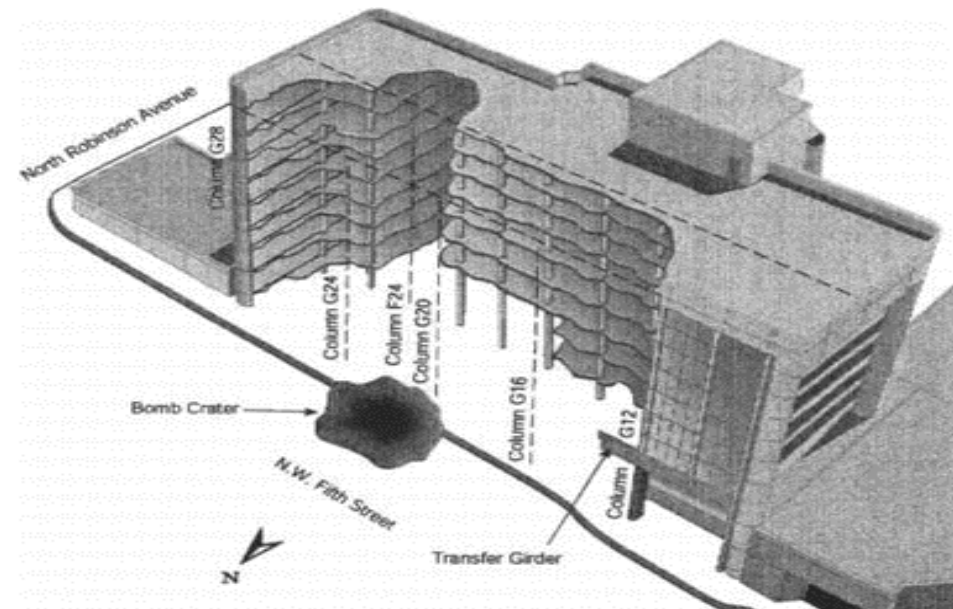 North Robinson Avenue
Column G28
Column G24
Column F24
Column G20
Column G16
Column G12
Bomb Crater
N.W. Fifth Street
Transfer Girder
N